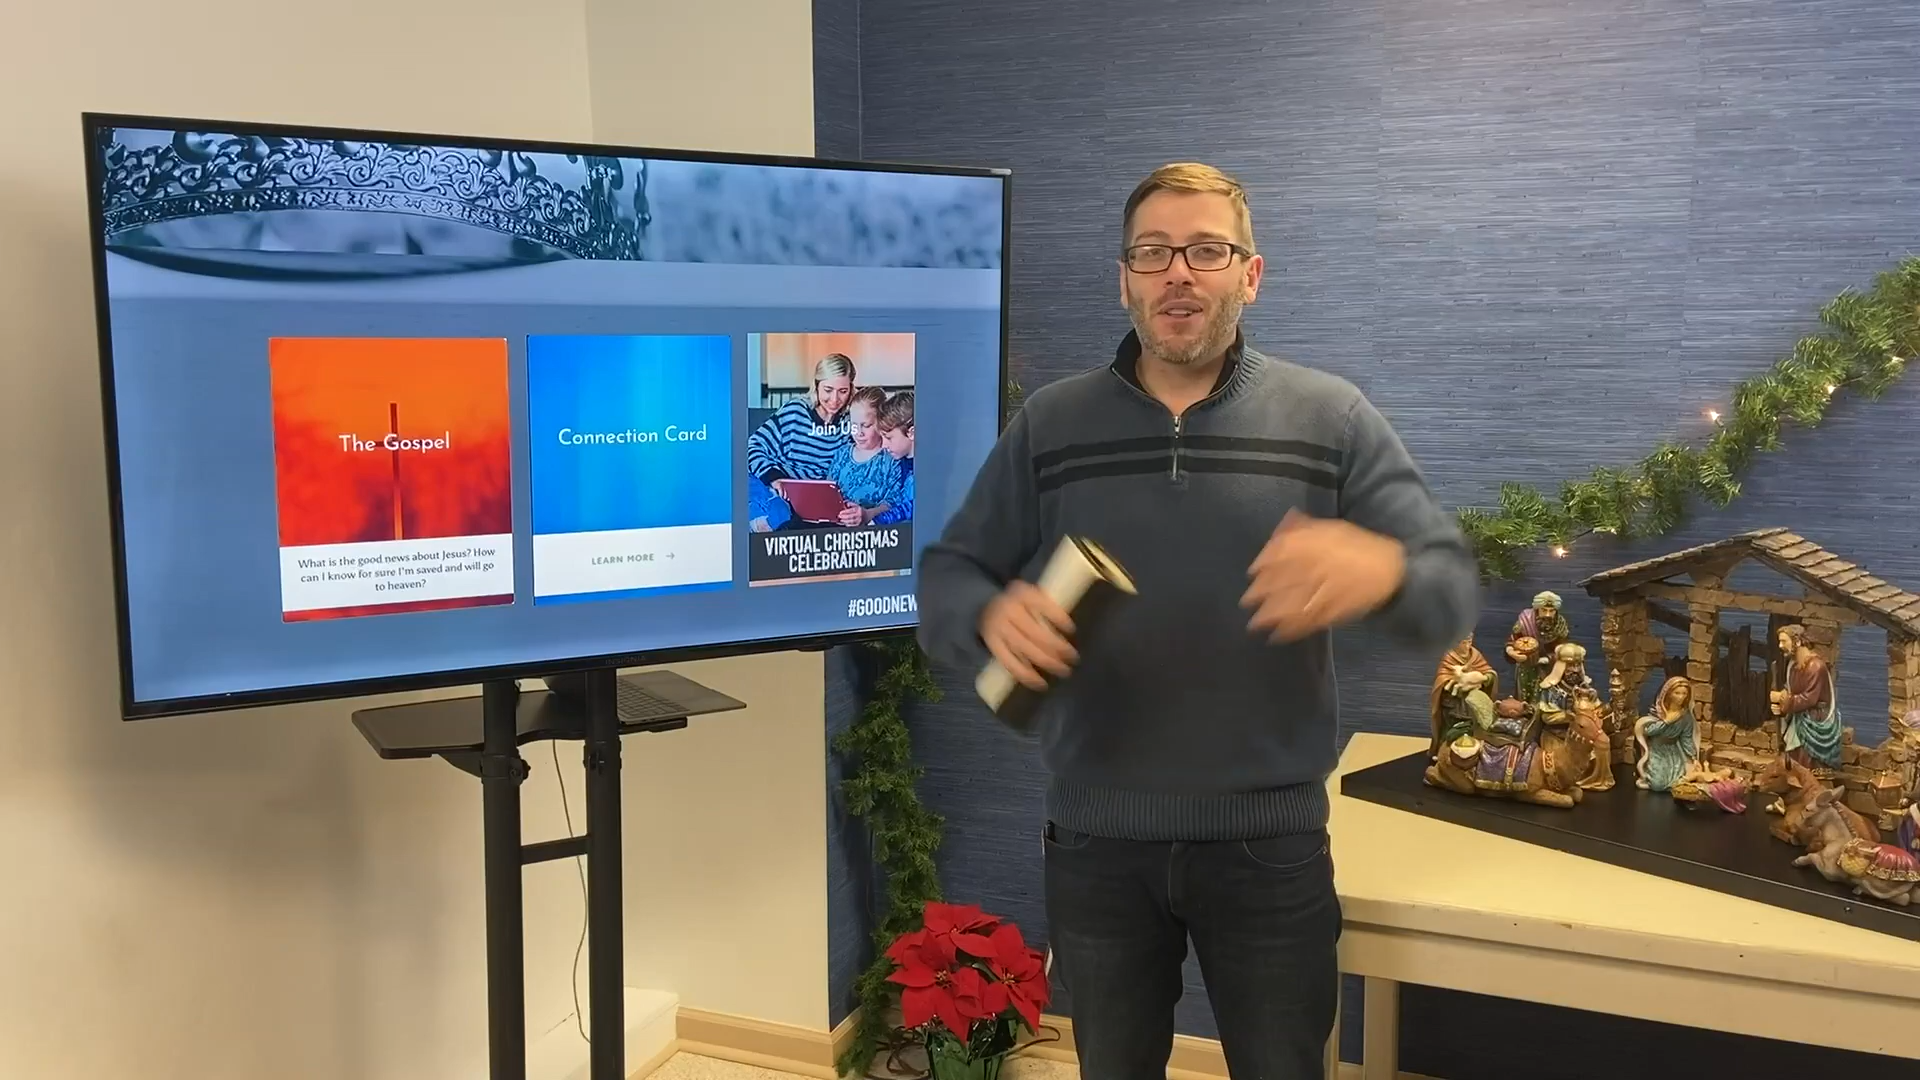 The Gospel
What is the good news about Jesus? How
can I know for sure I'm saved and will go
to heaven?
Connection Card
LEARN MORE →
Join Us
VIRTUAL CHRISTMAS
CELEBRATION
#GOODNEW
INSIGNIA